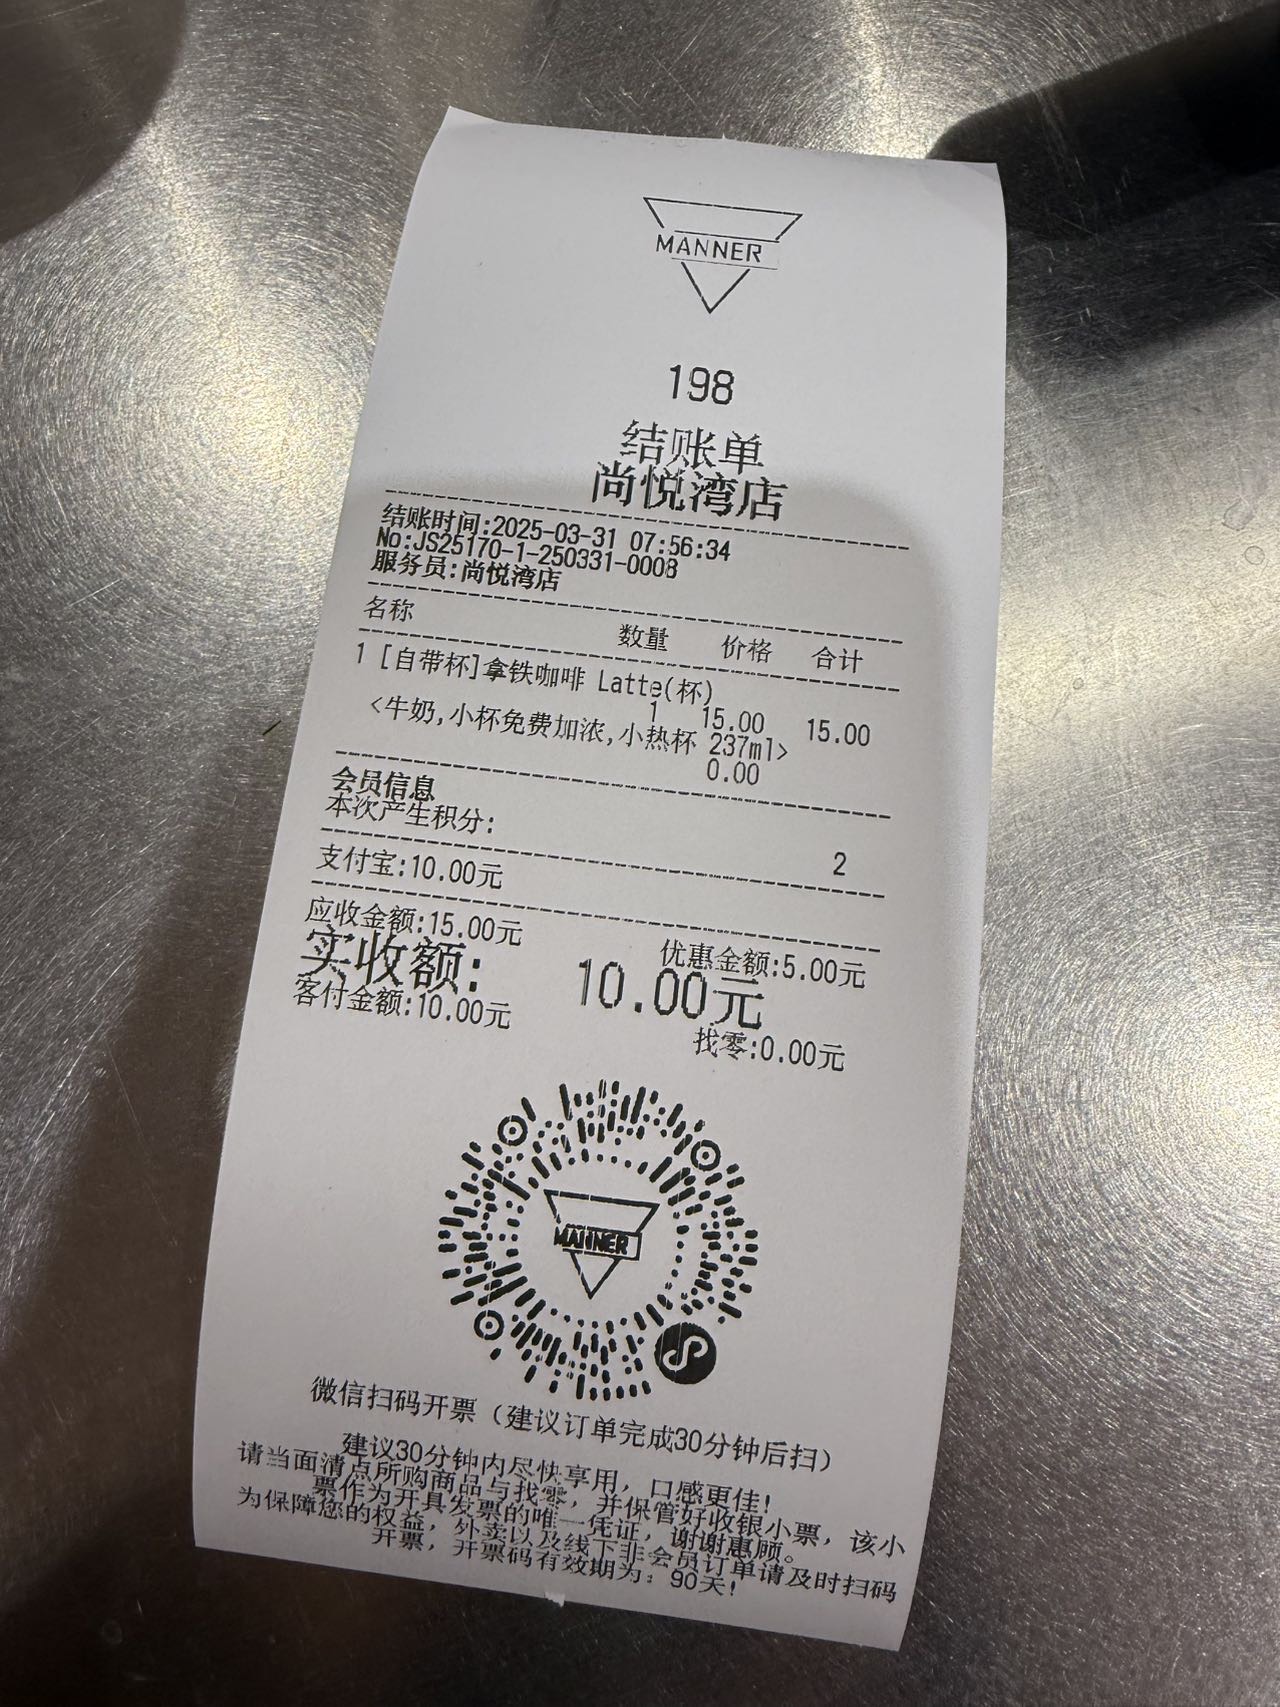 MANNER
198
结账单
尚悦湾店
结账时间:2025-03-31 07:56:34
No:JS25170-1-250331-0008
服务员:尚悦湾店
名称 数量 价格 合计
1 [自带杯]拿铁咖啡 Latte(杯)
1 15.00 15.00
<牛奶,小杯免费加浓,小热杯 237ml>
0.00
会员信息
本次产生积分: 2
支付宝:10.00元
应收金额:15.00元 优惠金额:5.00元
实收额: 10.00元
客付金额:10.00元 找零:0.00元
MANNER
微信扫码开票（建议订单完成30分钟后扫）
建议30分钟内尽快享用，口感更佳！
请当面清点所购商品与找零，并保管好收银小票，该小
票作为开具发票的唯一凭证，谢谢惠顾。
为保障您的权益，外卖以及线下非会员订单请及时扫码
开票，开票码有效期为：90天！